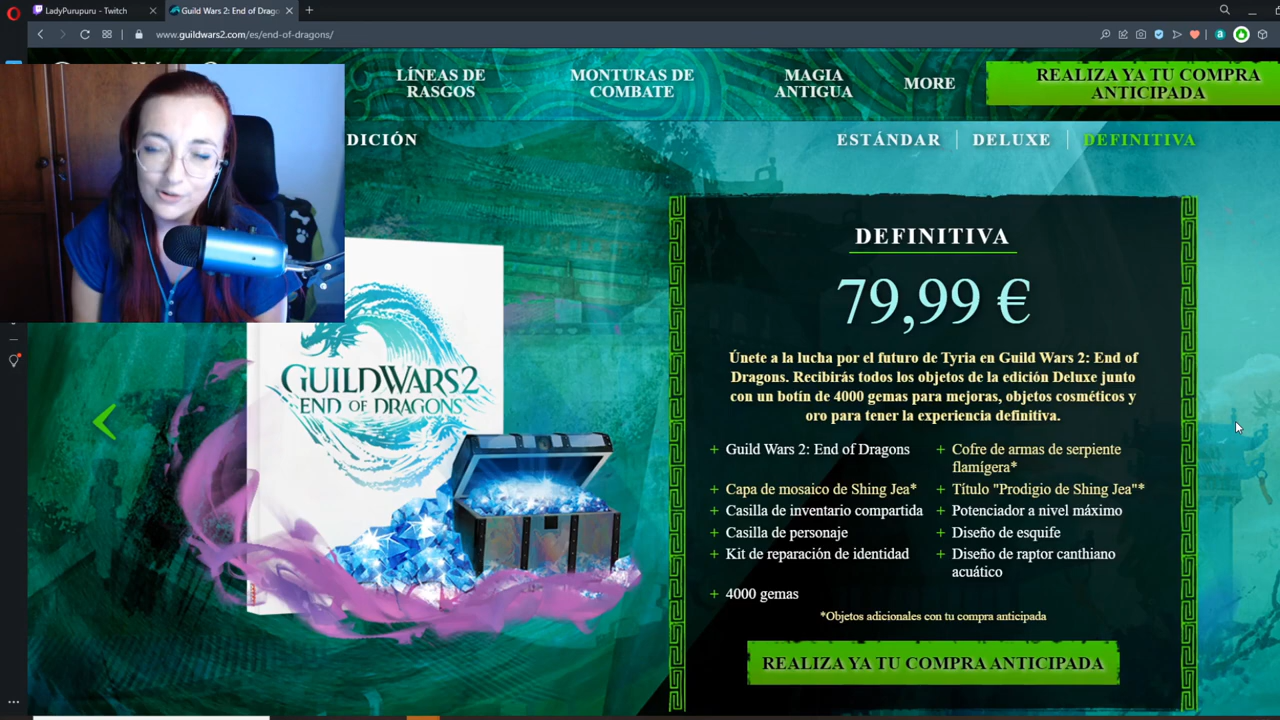 LadyPurupuru - Twitch
Guild Wars 2: End of Drago
www.guildwars2.com/es/end-of-dragons/
LÍNEAS DE
RASGOS
MONTURAS DE
COMBATE
MAGIA
ANTIGUA
MORE
REALIZA YA TU COMPRA
ANTICIPADA
DICIÓN
ESTÁNDAR
DELUXE
DEFINITIVA
DEFINITIVA
79,99 €
Únete a la lucha por el futuro de Tyria en Guild Wars 2: End of
Dragons. Recibirás todos los objetos de la edición Deluxe junto
con un botín de 4000 gemas para mejoras, objetos cosméticos y
oro para tener la experiencia definitiva.
+ Guild Wars 2: End of Dragons
+ Cofre de armas de serpiente
flamígera*
+ Capa de mosaico de Shing Jea*
+ Título "Prodigio de Shing Jea"*
+ Casilla de inventario compartida
+ Potenciador a nivel máximo
+ Casilla de personaje
+ Diseño de esquife
+ Kit de reparación de identidad
+ Diseño de raptor canthiano
acuático
+ 4000 gemas
*Objetos adicionales con tu compra anticipada
REALIZA YA TU COMPRA ANTICIPADA
GUILDWARS2
END OF DRAGONS